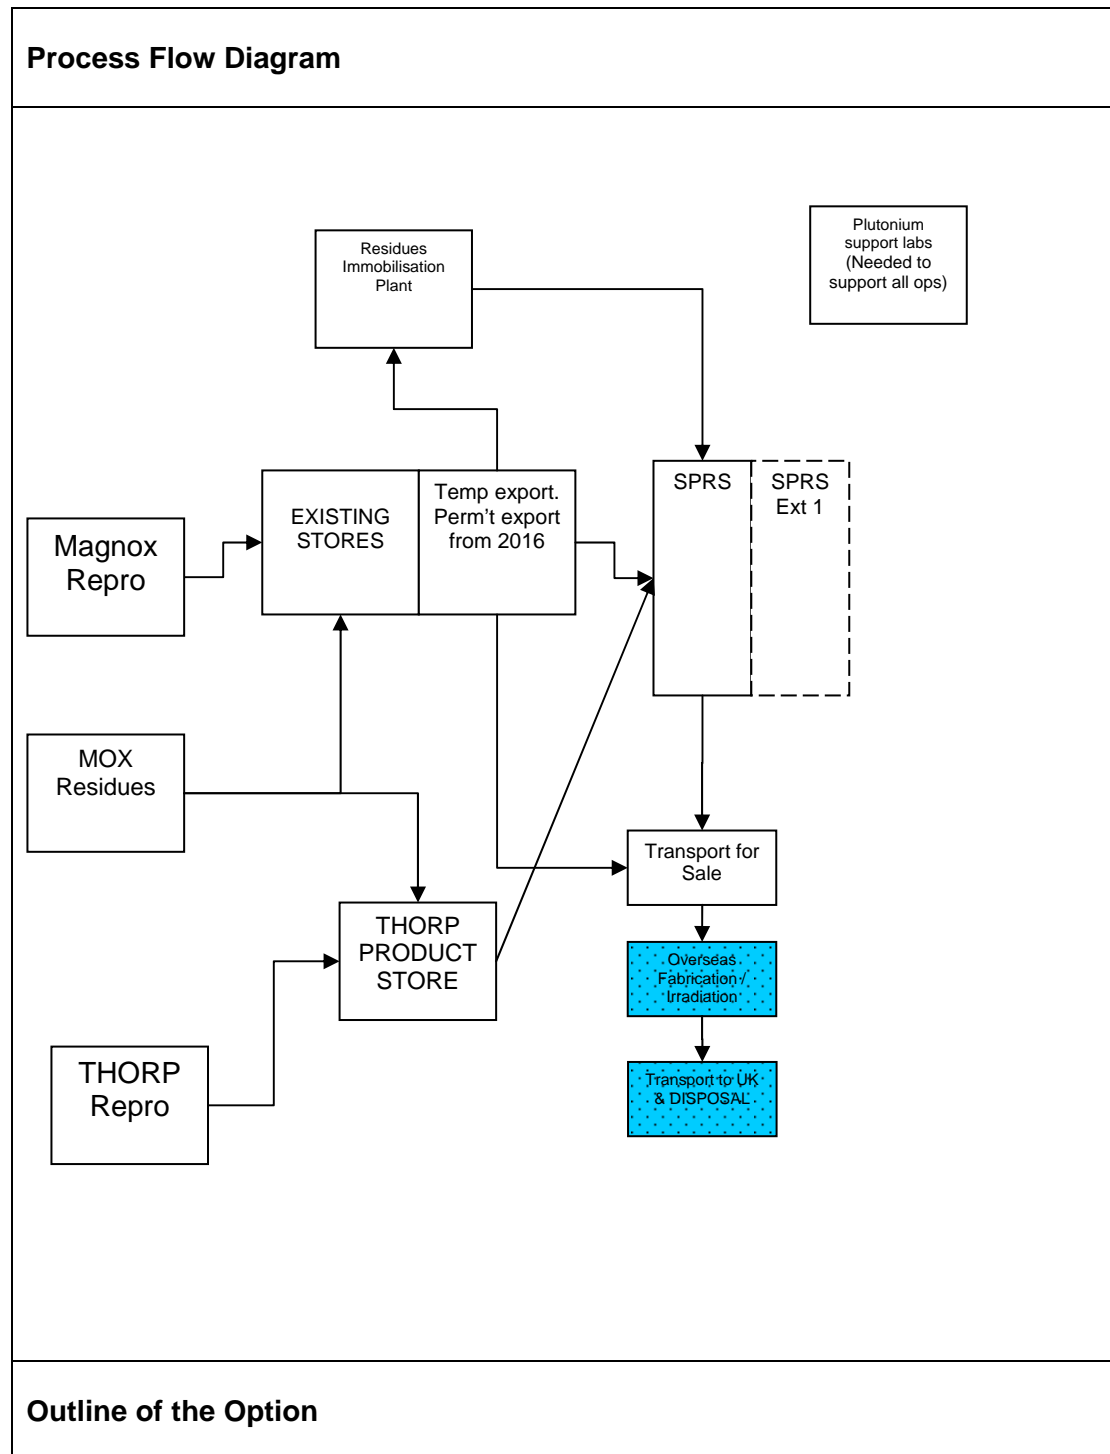 Process Flow Diagram
Plutonium
support labs
(Needed to
support all ops)
Residues
Immobilisation
Plant
EXISTING
STORES
Temp export.
Perm't export
from 2016
SPRS
SPRS
Ext 1
Magnox
Repro
MOX
Residues
Transport for
Sale
THORP
PRODUCT
STORE
Overseas
Fabrication /
Irradiation
THORP
Repro
Transport to UK
& DISPOSAL
Outline of the Option